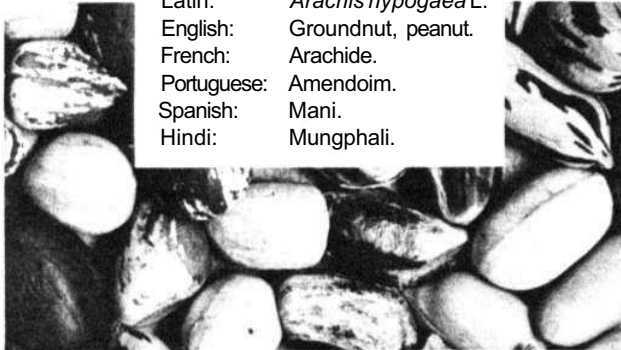 Latin: Arachis hypogaea L.
English: Groundnut, peanut.
French: Arachide.
Portuguese: Amendoim.
Spanish: Mani.
Hindi: Mungphali.